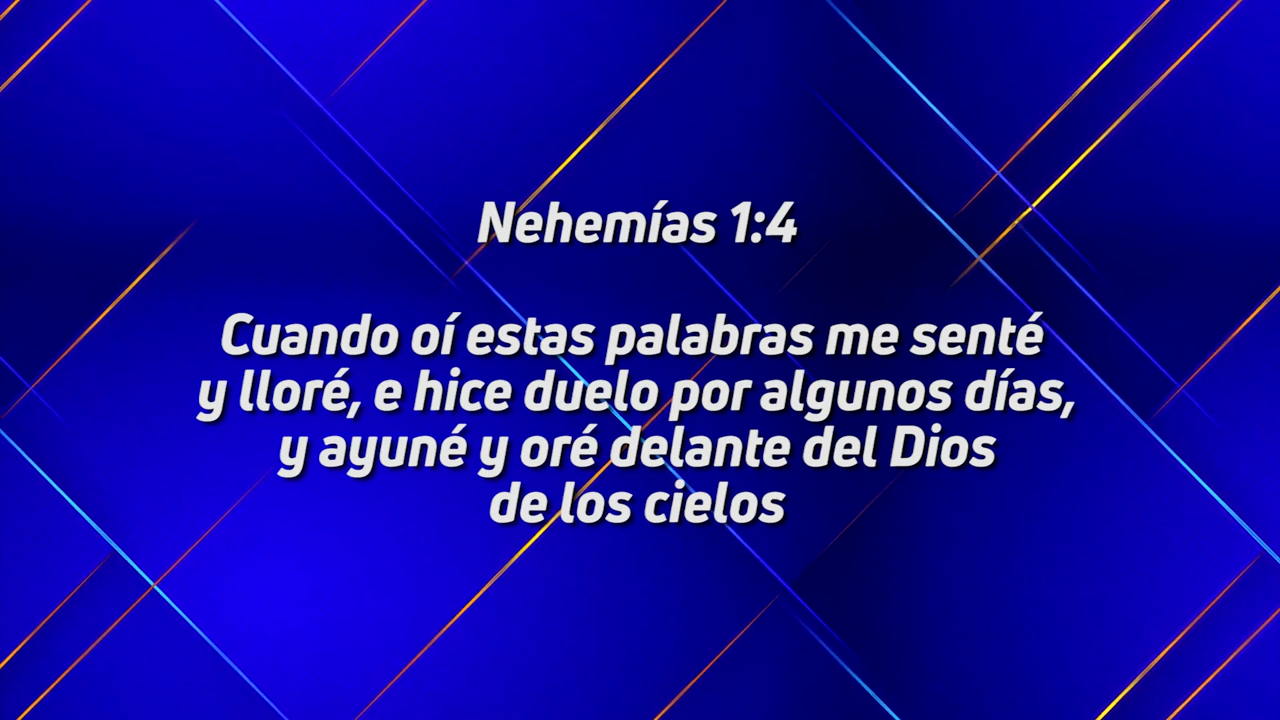 Nehemías 1:4
Cuando oí estas palabras me senté
y lloré, e hice duelo por algunos días,
y ayuné y oré delante del Dios
de los cielos